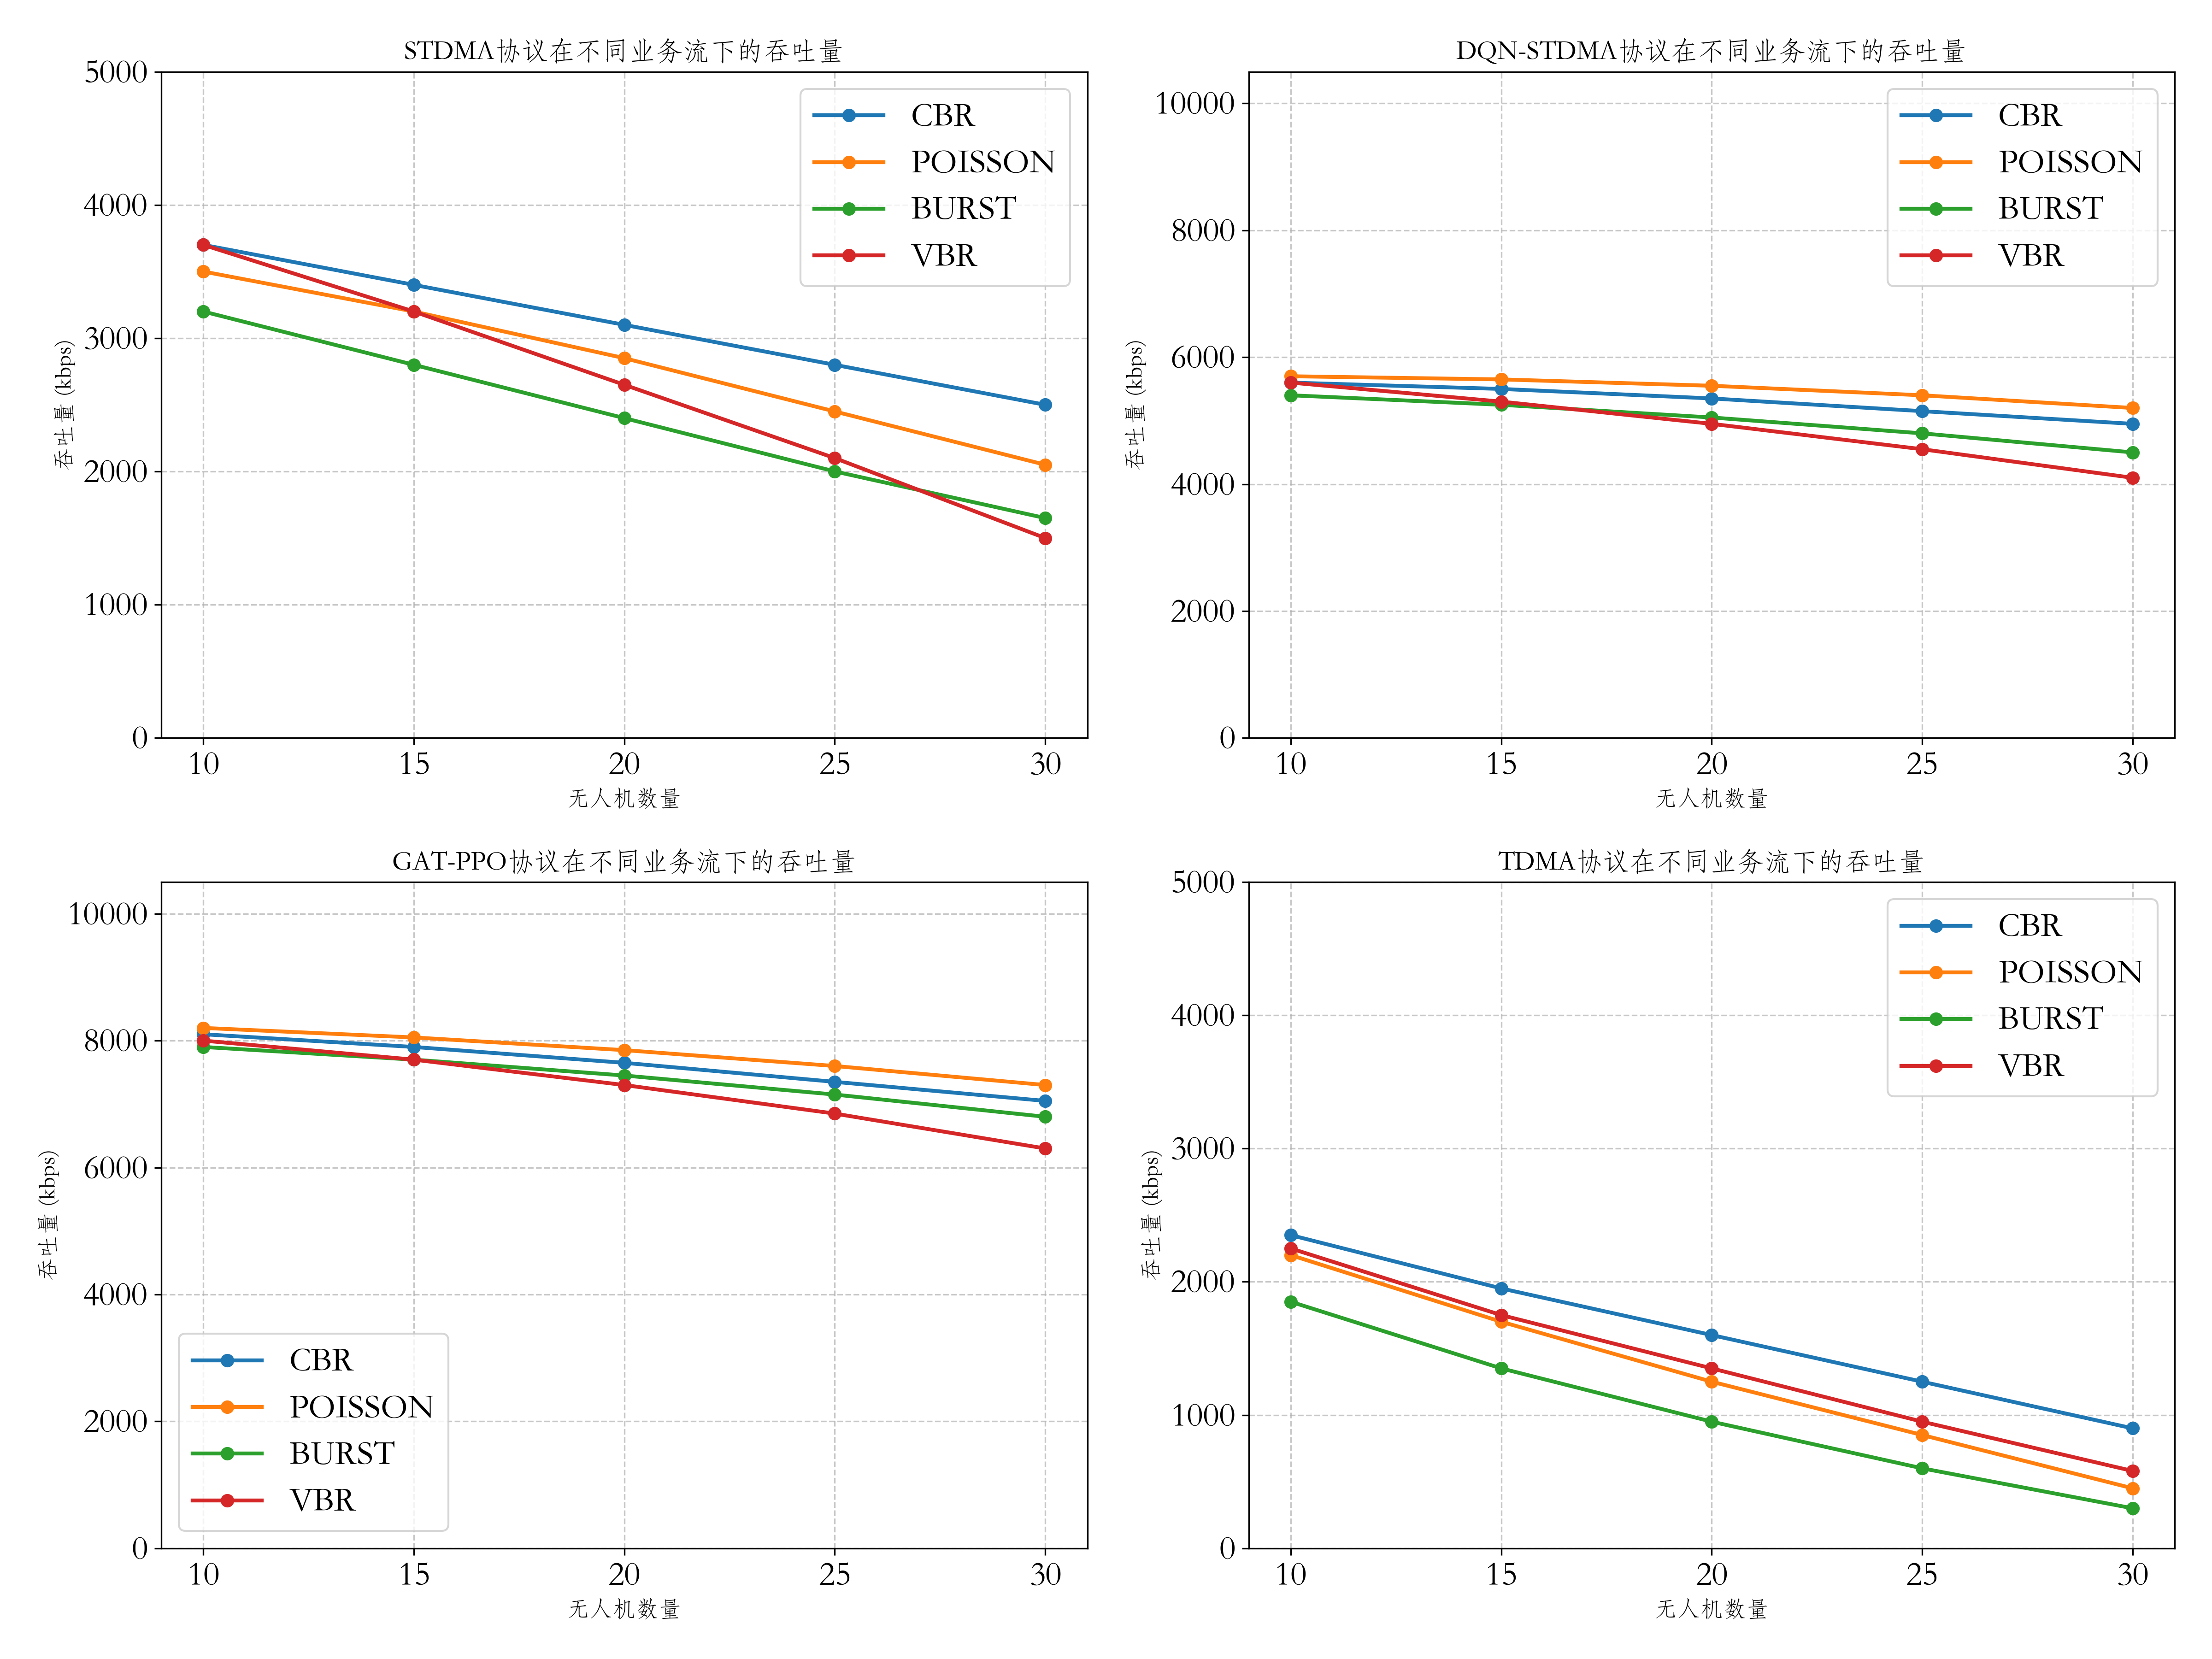 STDMA协议在不同业务流下的吞吐量
5000
4000
3000
2000
1000
0
吞吐量 (kbps)
CBR
POISSON
BURST
VBR
10 15 20 25 30
无人机数量
DQN-STDMA协议在不同业务流下的吞吐量
10000
8000
6000
4000
2000
0
吞吐量 (kbps)
CBR
POISSON
BURST
VBR
10 15 20 25 30
无人机数量
GAT-PPO协议在不同业务流下的吞吐量
10000
8000
6000
4000
2000
0
吞吐量 (kbps)
CBR
POISSON
BURST
VBR
10 15 20 25 30
无人机数量
TDMA协议在不同业务流下的吞吐量
5000
4000
3000
2000
1000
0
吞吐量 (kbps)
CBR
POISSON
BURST
VBR
10 15 20 25 30
无人机数量